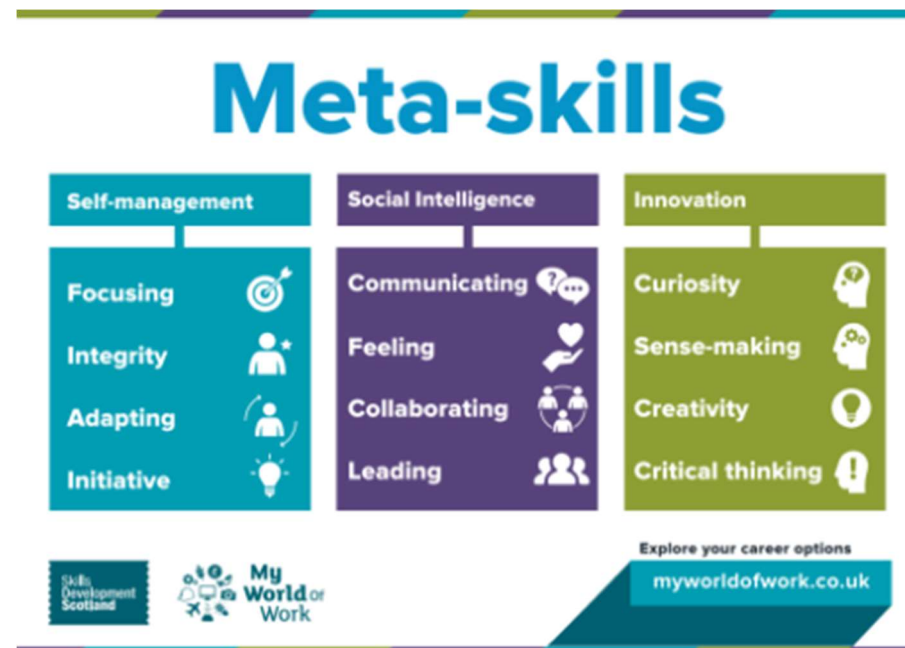 Meta-skills
Self-management
Focusing
Integrity
Adapting
Initiative
Social Intelligence
Communicating
Feeling
Collaborating
Leading
Innovation
Curiosity
Sense-making
Creativity
Critical thinking
Skills
Development
Scotland
My
World of
Work
Explore your career options
myworldofwork.co.uk